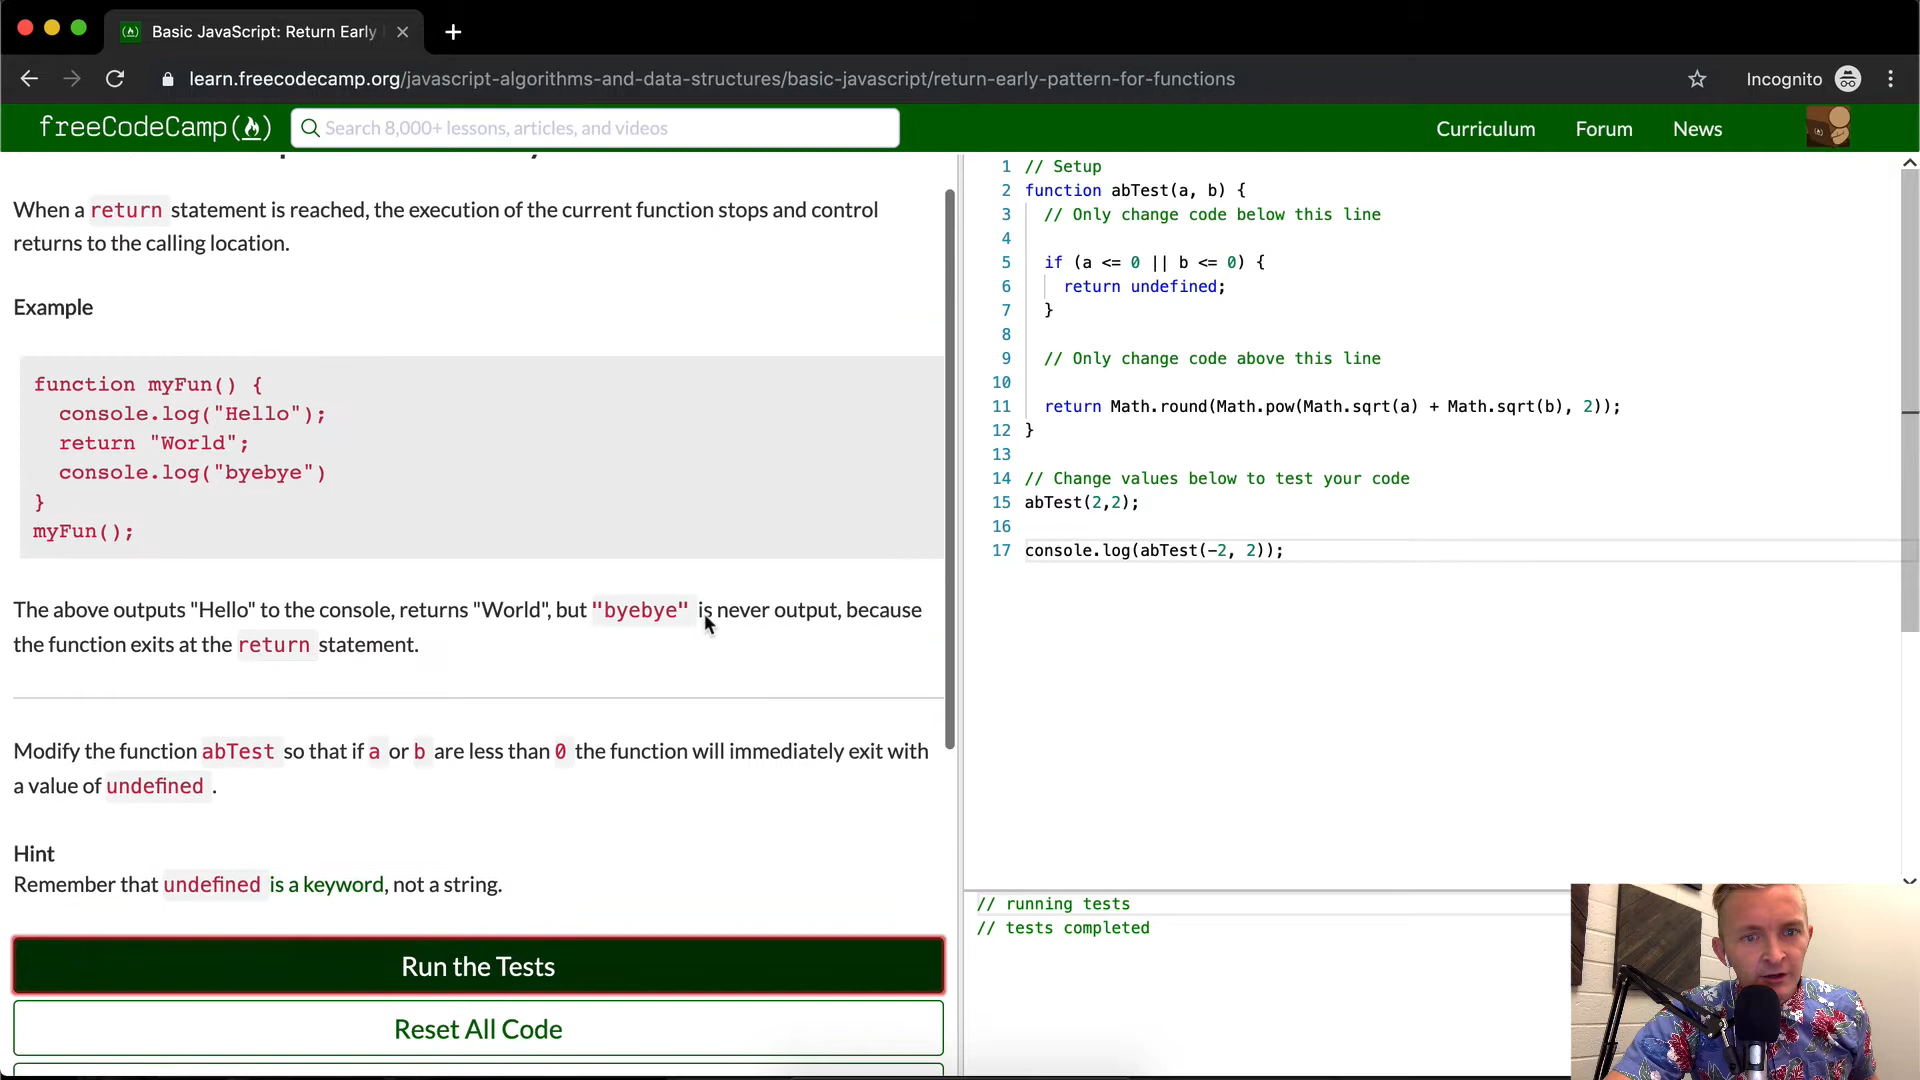 Basic JavaScript: Return Early
learn.freecodecamp.org/javascript-algorithms-and-data-structures/basic-javascript/return-early-pattern-for-functions
Incognito
freeCodeCamp
Search 8,000+ lessons, articles, and videos
Curriculum
Forum
News
When a return statement is reached, the execution of the current function stops and control
returns to the calling location.
Example
function myFun() {
console.log("Hello");
return "World";
console.log("byebye")
}
myFun();
The above outputs "Hello" to the console, returns "World", but "byebye" is never output, because
the function exits at the return statement.
Modify the function abTest so that if a or b are less than 0 the function will immediately exit with
a value of undefined .
Hint
Remember that undefined is a keyword, not a string.
Run the Tests
Reset All Code
1 // Setup
2 function abTest(a, b) {
3 // Only change code below this line
4
5 if (a <= 0 || b <= 0) {
6 return undefined;
7 }
8
9 // Only change code above this line
10
11 return Math.round(Math.pow(Math.sqrt(a) + Math.sqrt(b), 2));
12 }
13
14 // Change values below to test your code
15 abTest(2,2);
16
17 console.log(abTest(-2, 2));
// running tests
// tests completed